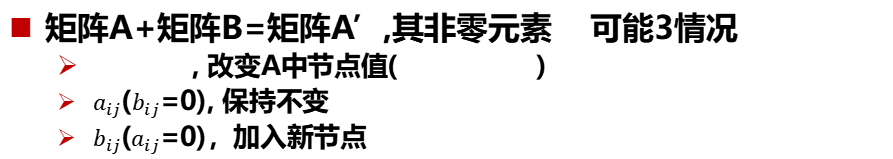 矩阵A+矩阵B=矩阵A′,其非零元素 可能3情况
, 改变A中节点值( )
aij(bij=0), 保持不变
bij(aij=0), 加入新节点